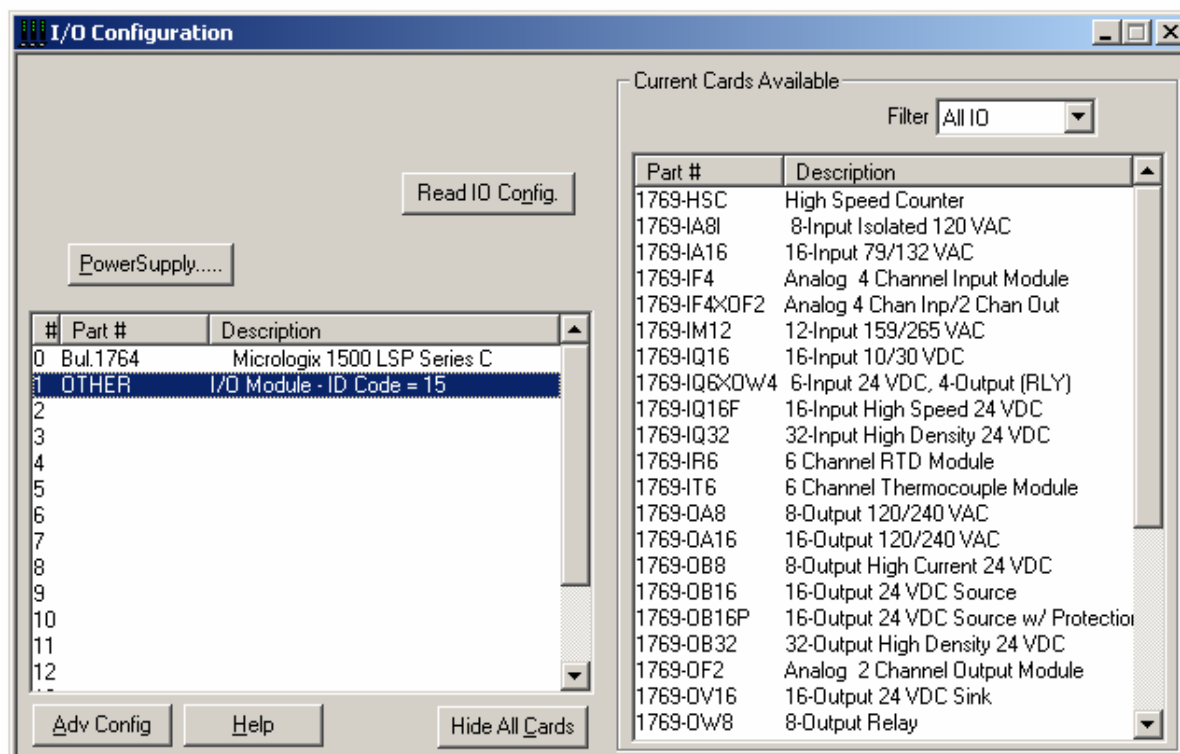 I/O Configuration
Read IO Config.
PowerSupply.....
# Part # Description
0 Bul.1764 Micrologix 1500 LSP Series C
1 OTHER I/O Module - ID Code = 15
2
3
4
5
6
7
8
9
10
11
12
Adv Config Help Hide All Cards
Current Cards Available
Filter All IO
Part # Description
1769-HSC High Speed Counter
1769-IA8I 8-Input Isolated 120 VAC
1769-IA16 16-Input 79/132 VAC
1769-IF4 Analog 4 Channel Input Module
1769-IF4XOF2 Analog 4 Chan Inp/2 Chan Out
1769-IM12 12-Input 159/265 VAC
1769-IQ16 16-Input 10/30 VDC
1769-IQ6XOW4 6-Input 24 VDC, 4-Output (RLY)
1769-IQ16F 16-Input High Speed 24 VDC
1769-IQ32 32-Input High Density 24 VDC
1769-IR6 6 Channel RTD Module
1769-IT6 6 Channel Thermocouple Module
1769-OA8 8-Output 120/240 VAC
1769-OA16 16-Output 120/240 VAC
1769-OB8 8-Output High Current 24 VDC
1769-OB16 16-Output 24 VDC Source
1769-OB16P 16-Output 24 VDC Source w/ Protection
1769-OB32 32-Output High Density 24 VDC
1769-OF2 Analog 2 Channel Output Module
1769-OV16 16-Output 24 VDC Sink
1769-OW8 8-Output Relay